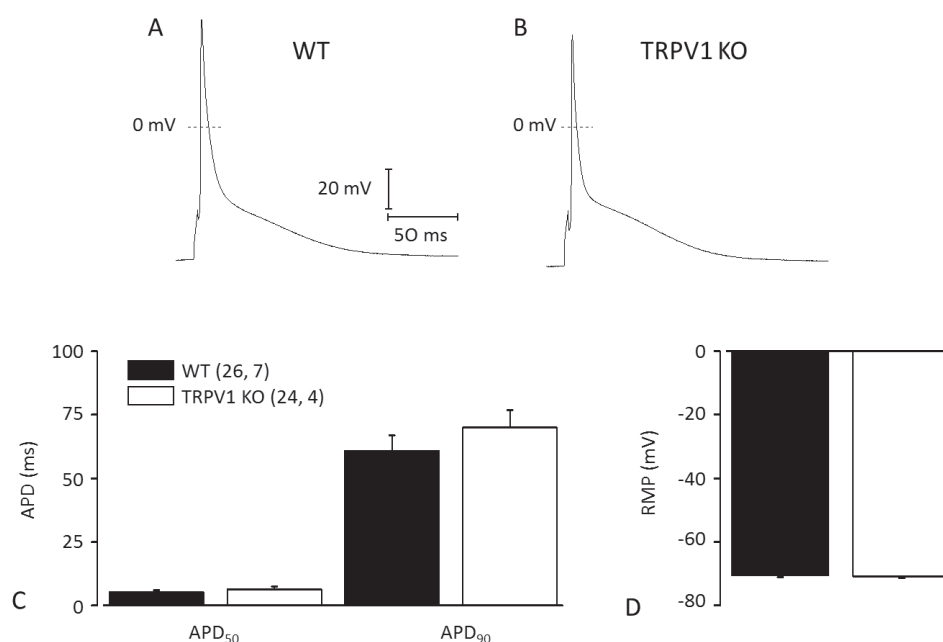 A
WT
0 mV
20 mV
50 ms
B
TRPV1 KO
0 mV
100
75
50
25
0
APD (ms)
WT (26, 7)
TRPV1 KO (24, 4)
APD₅₀
APD₉₀
C
0
-20
-40
-60
-80
RMP (mV)
D